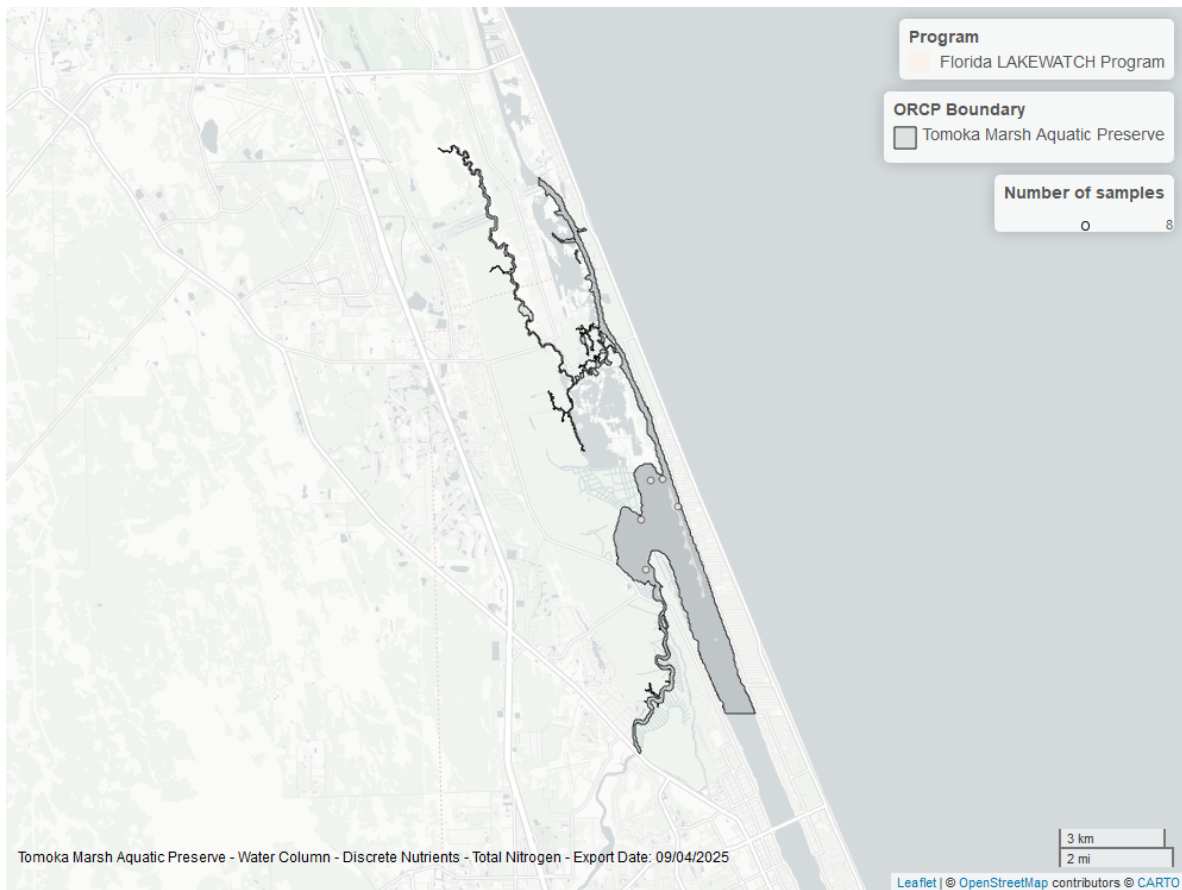 Program
Florida LAKEWATCH Program
ORCP Boundary
Tomoka Marsh Aquatic Preserve
Number of samples
8
3 km
2 mi
Tomoka Marsh Aquatic Preserve - Water Column - Discrete Nutrients - Total Nitrogen - Export Date: 09/04/2025
Leaflet | © OpenStreetMap contributors © CARTO